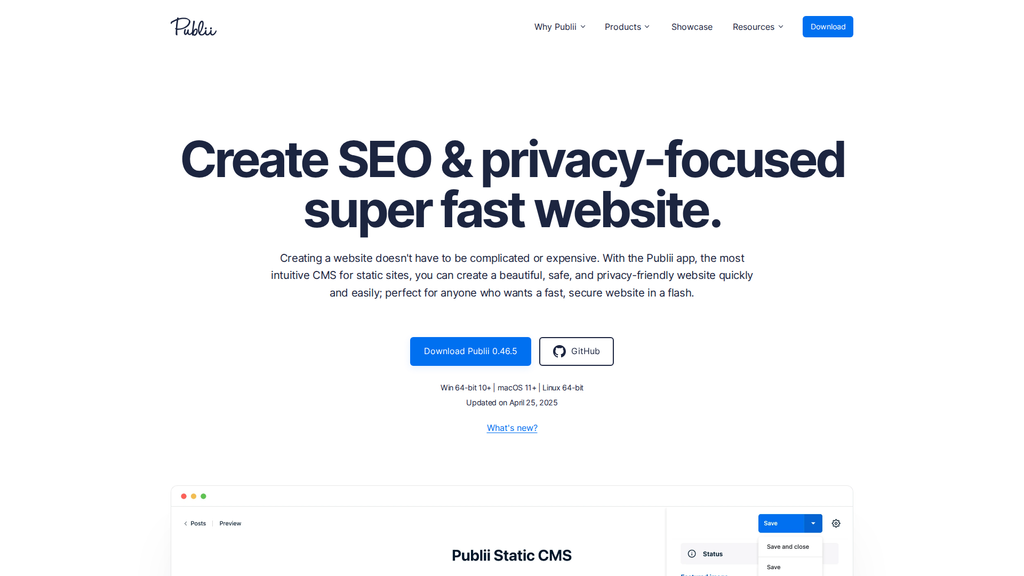 Publii
Why Publii
Products
Showcase
Resources
Download
Create SEO & privacy-focused
super fast website.
Creating a website doesn't have to be complicated or expensive. With the Publii app, the most
intuitive CMS for static sites, you can create a beautiful, safe, and privacy-friendly website quickly
and easily; perfect for anyone who wants a fast, secure website in a flash.
Download Publii 0.46.5
GitHub
Win 64-bit 10+ | macOS 11+ | Linux 64-bit
Updated on April 25, 2025
What's new?
Posts
Preview
Save
Save and close
Publii Static CMS
Status
Save